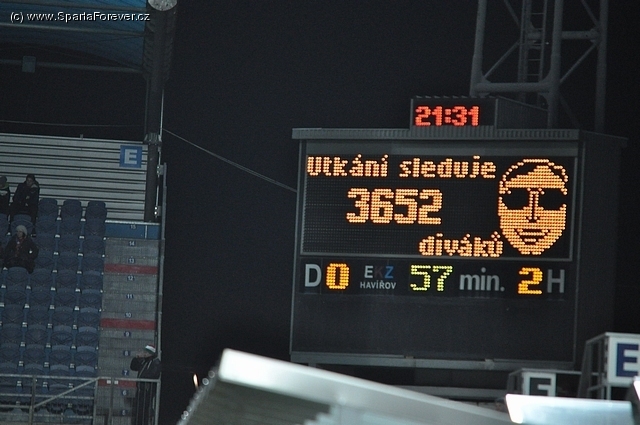 (c) www.SpartaForever.cz
21:31
Utkání sleduje
3652
diváků
D 0 EKZ HAVÍŘOV 57 min. 2 H
E
E
E